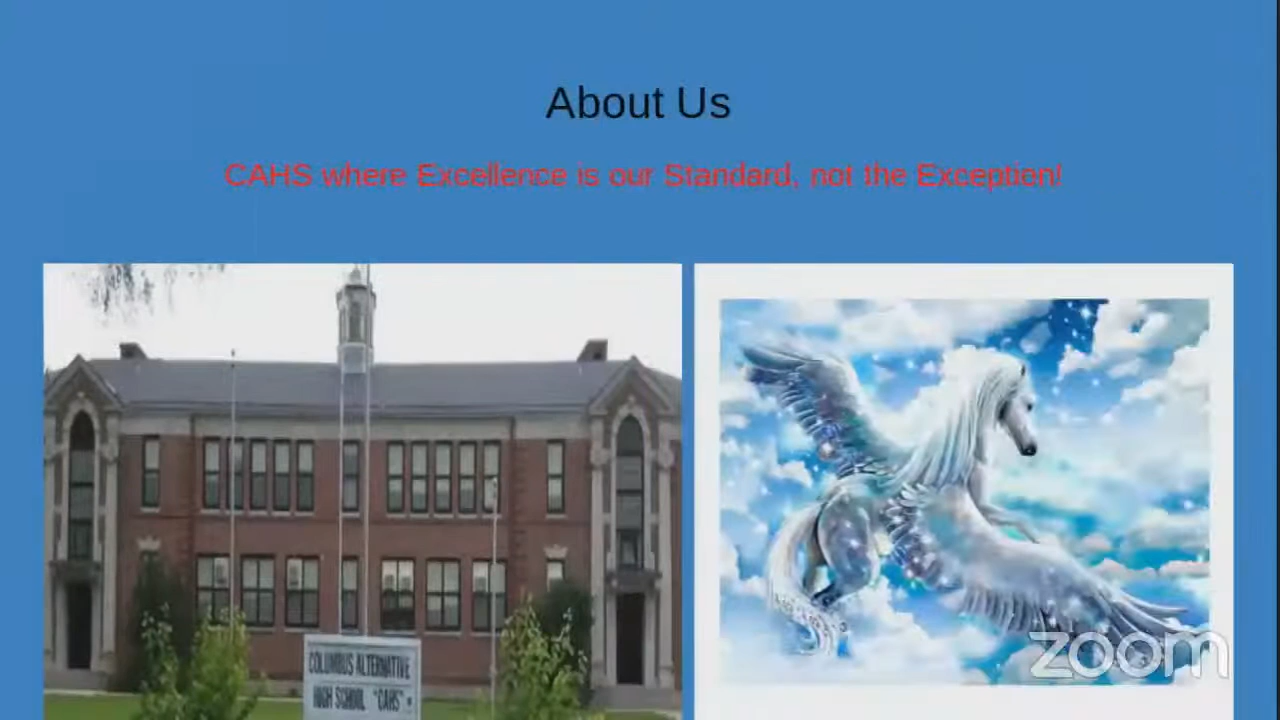 About Us
CAHS where Excellence is our Standard, not the Exception!
COLUMBUS ALTERNATIVE
HIGH SCHOOL "CAHS"
zoom